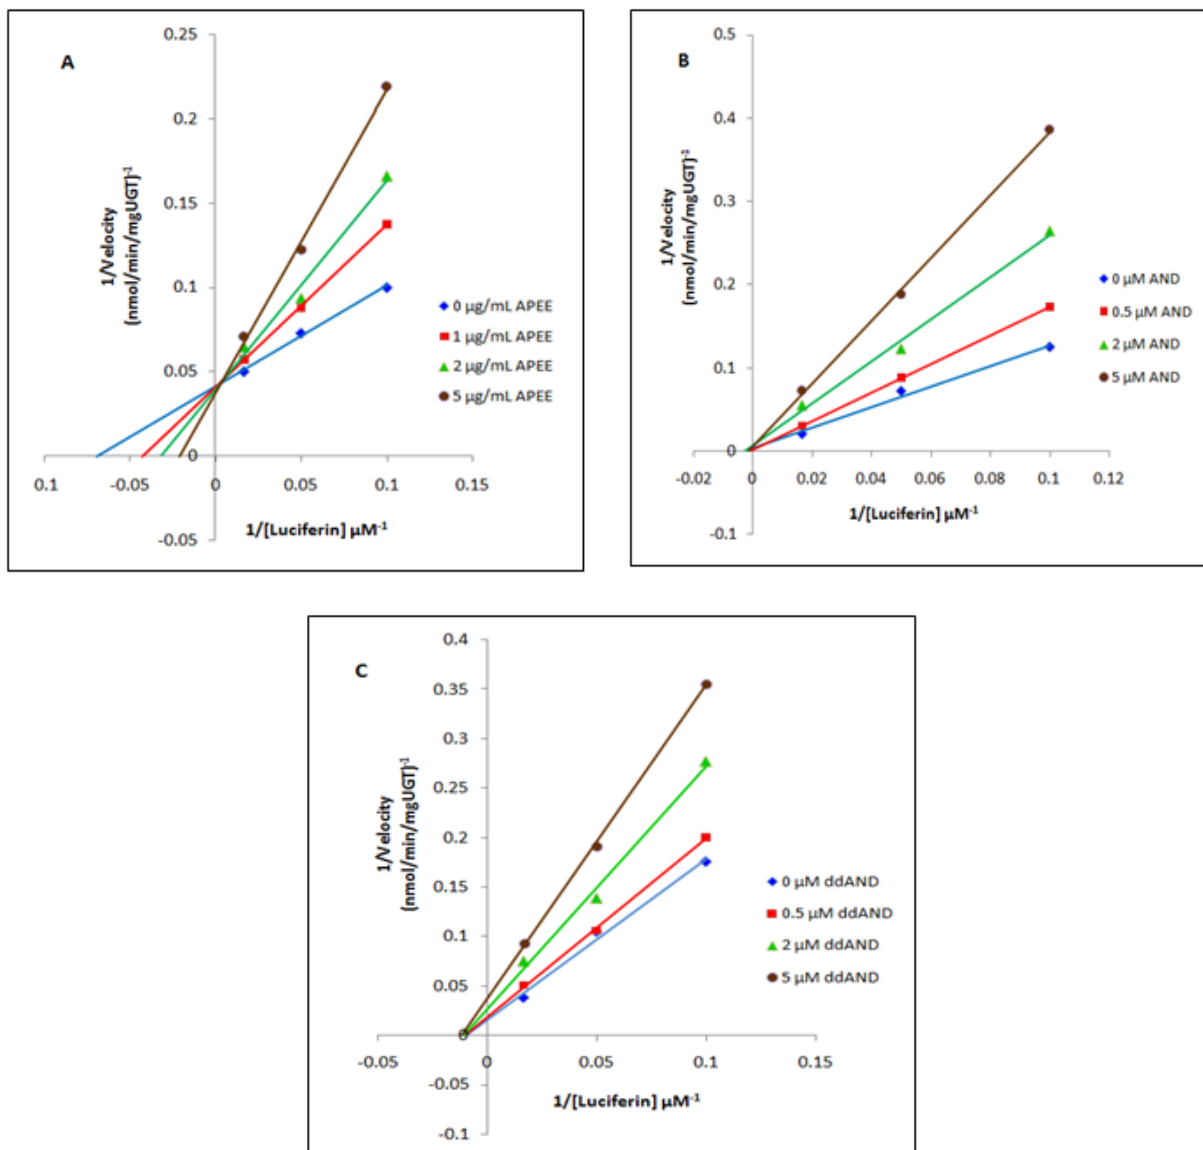 A
0.25
0.2
0.15
0.1
0.05
0
-0.05
1/Velocity
(nmol/min/mgUGT)-1
0.1
-0.05
0
0.05
0.1
0.15
1/[Luciferin] µM-1
0 µg/mL APEE
1 µg/mL APEE
2 µg/mL APEE
5 µg/mL APEE
B
0.5
0.4
0.3
0.2
0.1
0
-0.1
1/Velocity
(nmol/min/mgUGT)-1
-0.02
0
0.02
0.04
0.06
0.08
0.1
0.12
1/[Luciferin] µM-1
0 µM AND
0.5 µM AND
2 µM AND
5 µM AND
C
0.4
0.35
0.3
0.25
0.2
0.15
0.1
0.05
0
-0.05
-0.1
1/Velocity
(nmol/min/mgUGT)-1
-0.05
0
0.05
0.1
0.15
1/[Luciferin] µM-1
0 µM ddAND
0.5 µM ddAND
2 µM ddAND
5 µM ddAND